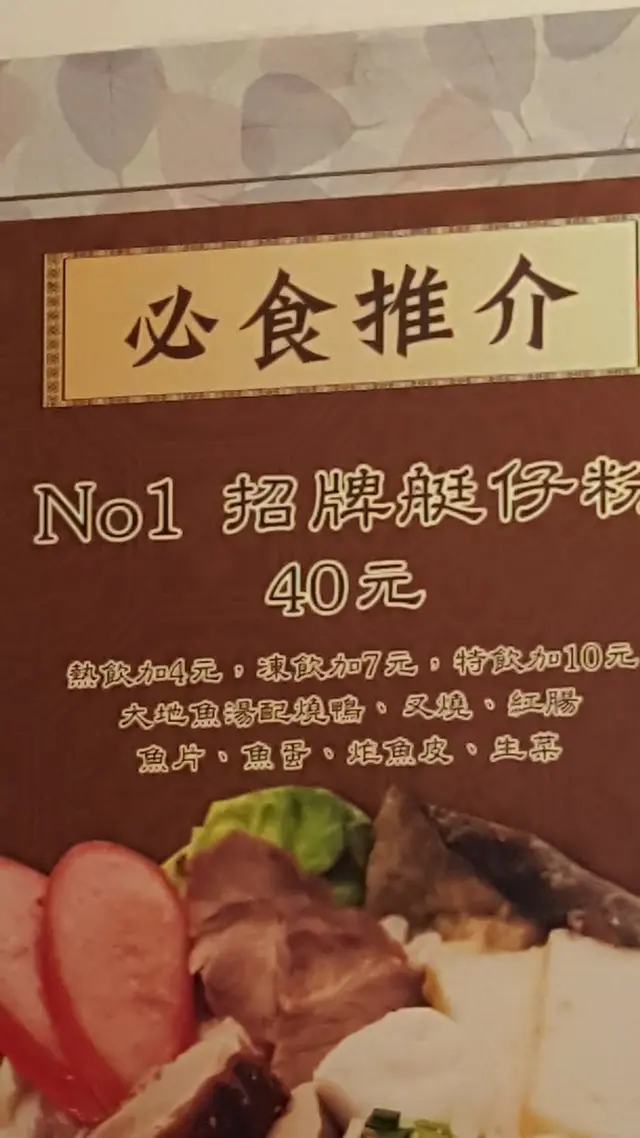 必食推介
No1 招牌艇仔粉
40元
熱飲加4元，凍飲加7元，特飲加10元
大地魚湯配燒鴨、叉燒、紅腸
魚片、魚蛋、炸魚皮、生菜